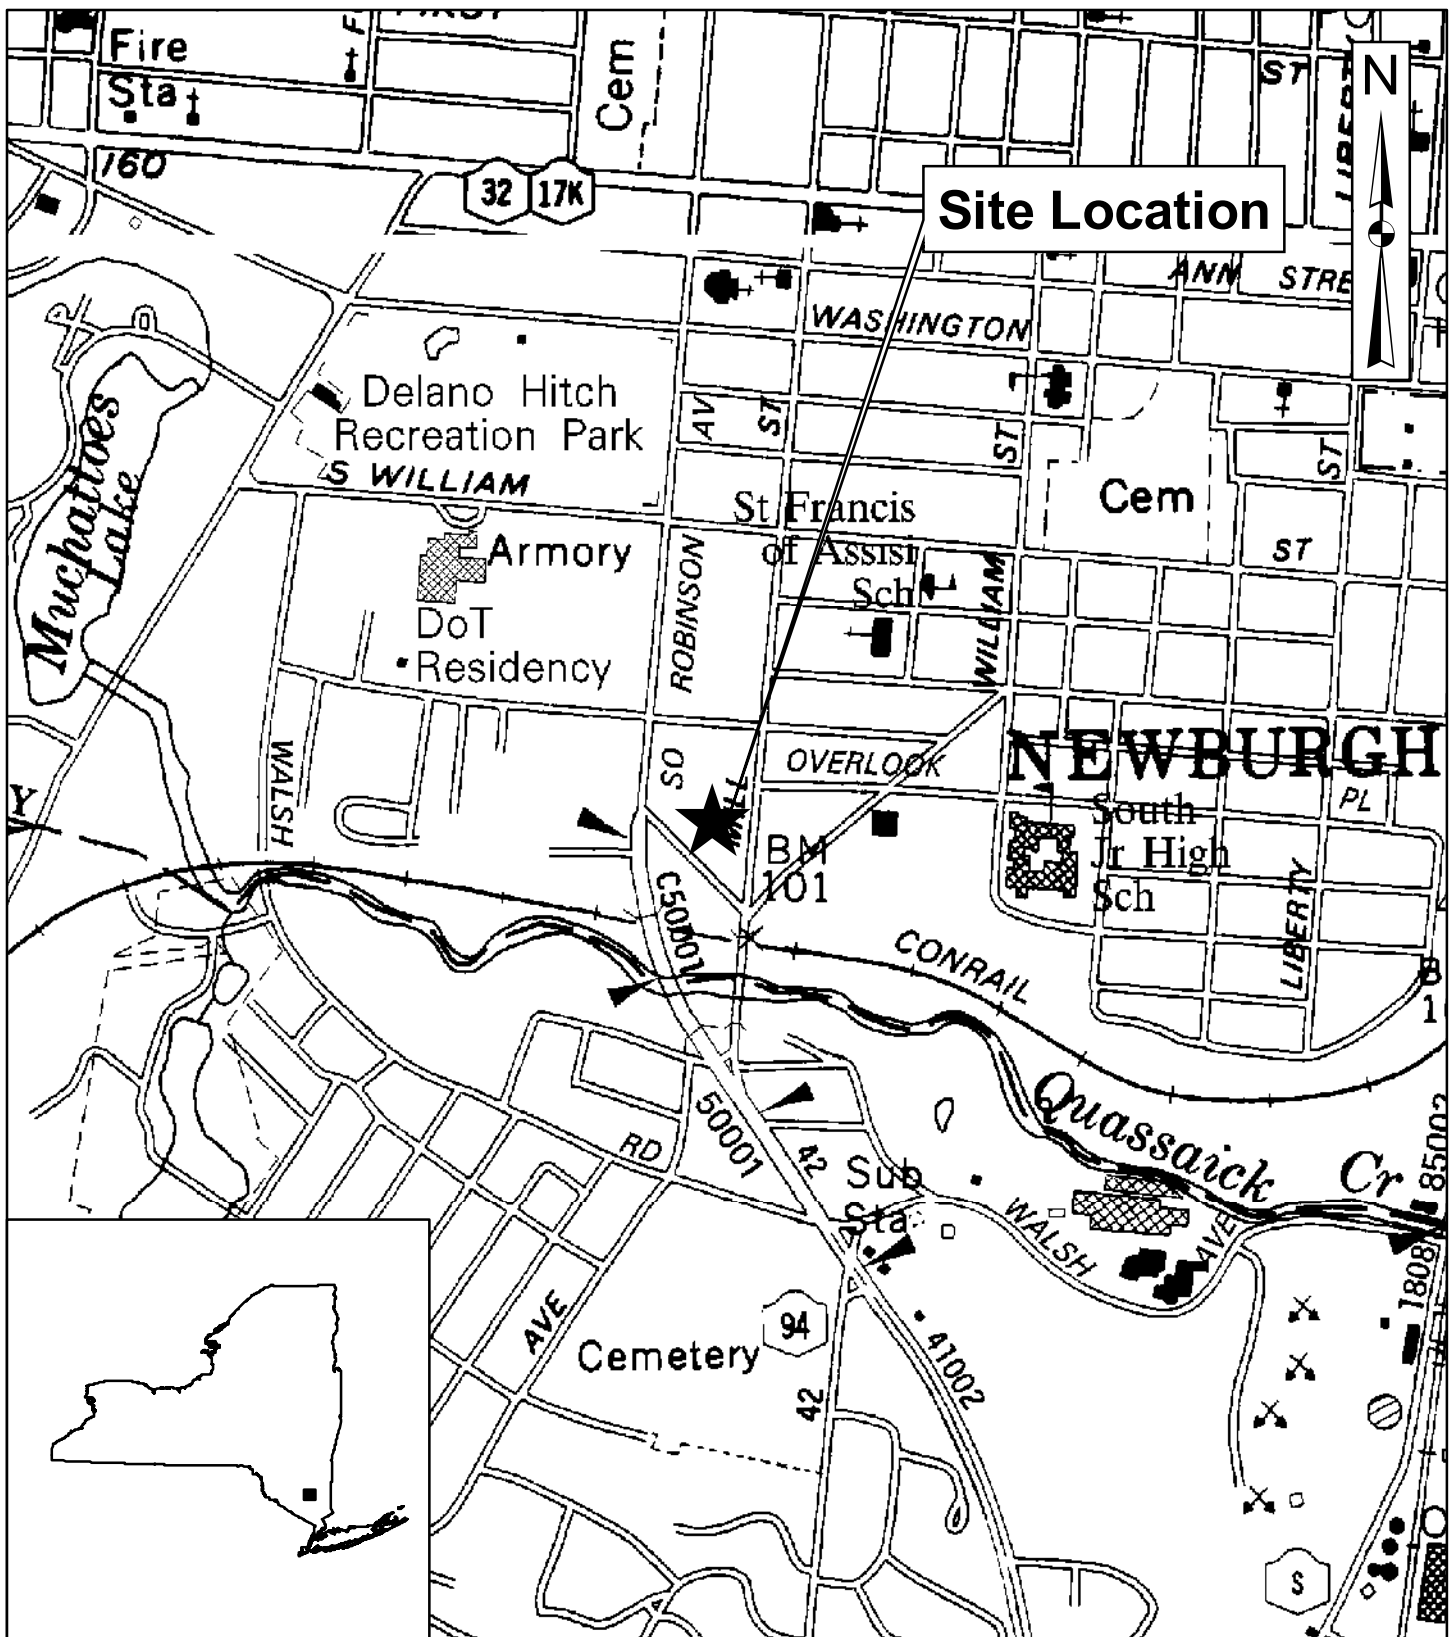 FIRST
Fire
Sta
Cem
ST
N
160
32
17K
Site Location
ANN
STRE
WASHINGTON
Delano Hitch
Recreation Park
AV
ST
ST
ST
Muchattoes
Lake
S WILLIAM
Cem
St Francis
of Assisi
Sch
ST
Armory
ROBINSON
WILLIAM
DoT
Residency
WALSH
SO
OVERLOOK
NEWBURGH
PL
Y
South
Jr High
Sch
BM
101
LIBERTY
CONRAIL
Quassaick
Cr
50001
42
RD
85002
Sub
Sta
WALSH
AVE
1808
AVE
Cemetery
94
42
41002
S